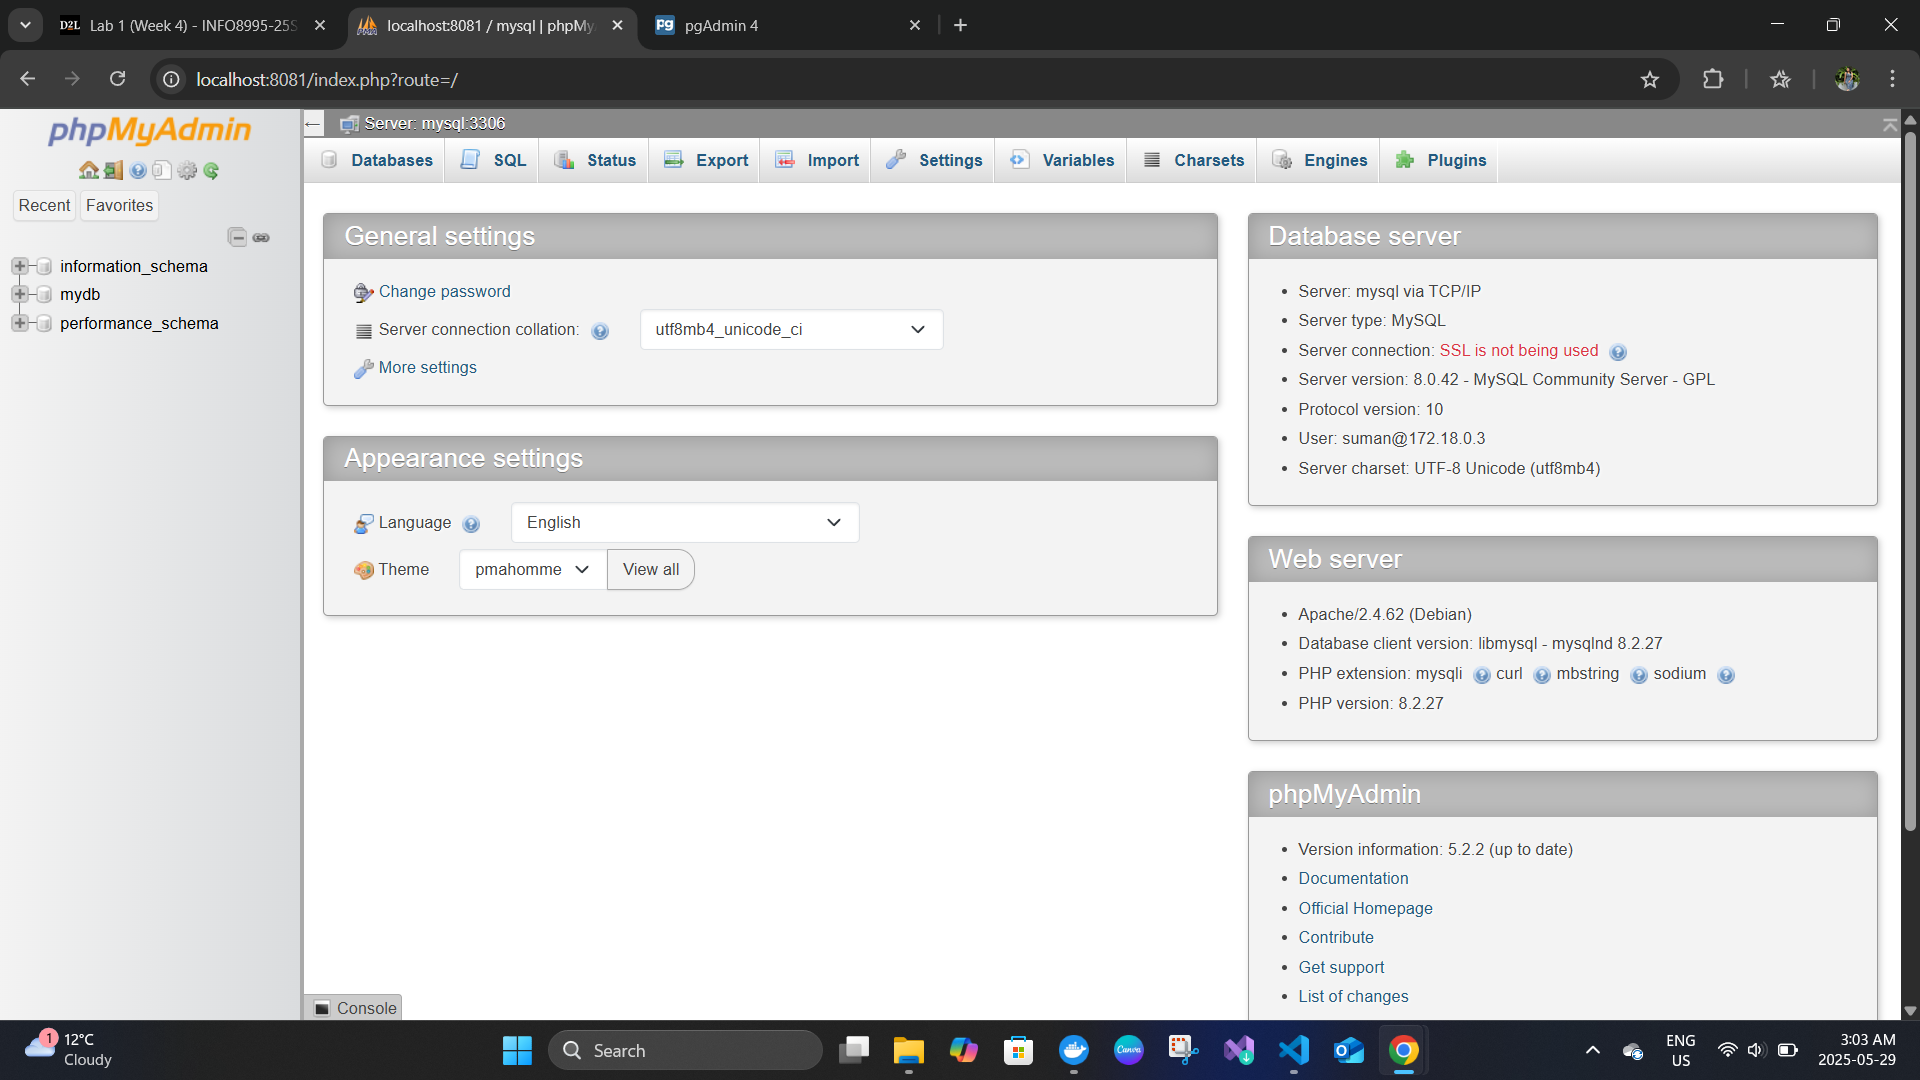 D2L Lab 1 (Week 4) - INFO8995-25S
localhost:8081 / mysql | phpMy
pgAdmin 4
localhost:8081/index.php?route=/
phpMyAdmin
Recent Favorites
information_schema
mydb
performance_schema
Server: mysql:3306
Databases SQL Status Export Import Settings Variables Charsets Engines Plugins
General settings
Change password
Server connection collation: utf8mb4_unicode_ci
More settings
Appearance settings
Language English
Theme pmahomme View all
Database server
Server: mysql via TCP/IP
Server type: MySQL
Server connection: SSL is not being used
Server version: 8.0.42 - MySQL Community Server - GPL
Protocol version: 10
User: suman@172.18.0.3
Server charset: UTF-8 Unicode (utf8mb4)
Web server
Apache/2.4.62 (Debian)
Database client version: libmysql - mysqlnd 8.2.27
PHP extension: mysqli curl mbstring sodium
PHP version: 8.2.27
phpMyAdmin
Version information: 5.2.2 (up to date)
Documentation
Official Homepage
Contribute
Get support
List of changes
Console
1
12°C
Cloudy
Search
Canva
ENG
US
3:03 AM
2025-05-29